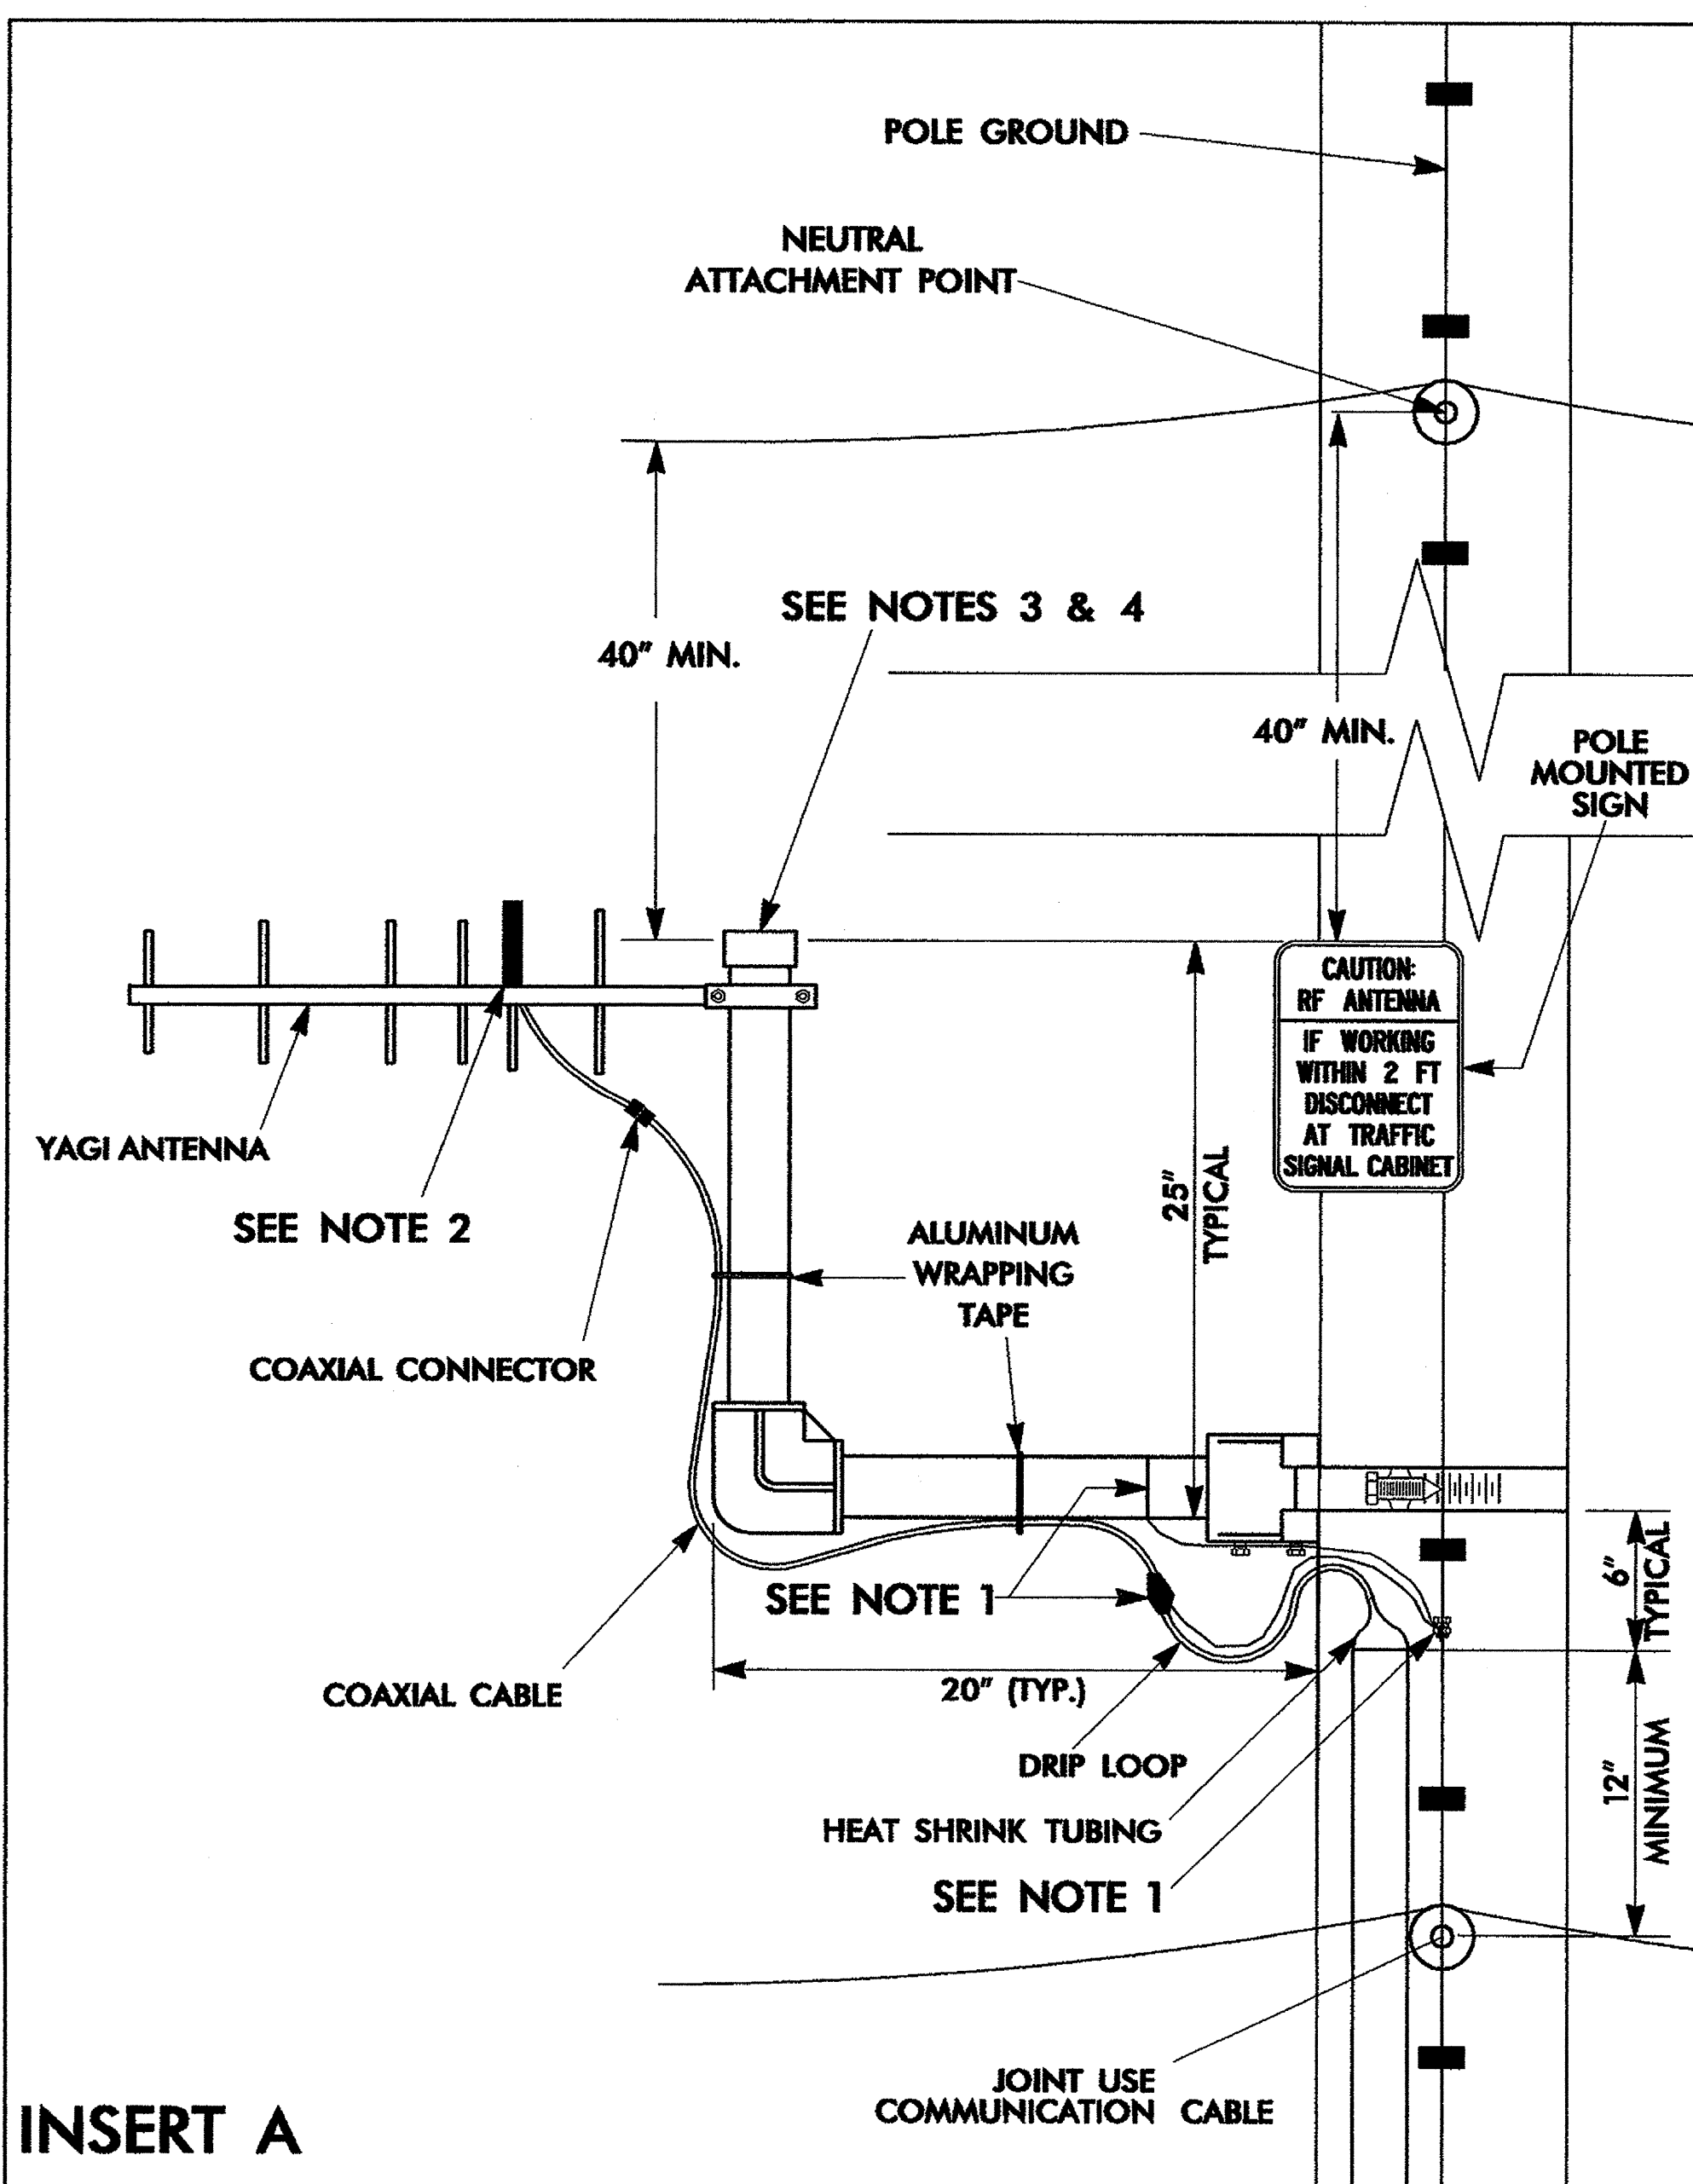 POLE GROUND
NEUTRAL
ATTACHMENT POINT
SEE NOTES 3 & 4
40" MIN.
40" MIN.
POLE
MOUNTED
SIGN
CAUTION:
RF ANTENNA
IF WORKING
WITHIN 2 FT
DISCONNECT
AT TRAFFIC
SIGNAL CABINET
YAGI ANTENNA
SEE NOTE 2
25"
TYPICAL
ALUMINUM
WRAPPING
TAPE
COAXIAL CONNECTOR
SEE NOTE 1
6"
TYPICAL
COAXIAL CABLE
20" (TYP.)
DRIP LOOP
12"
MINIMUM
HEAT SHRINK TUBING
SEE NOTE 1
JOINT USE
COMMUNICATION CABLE
INSERT A